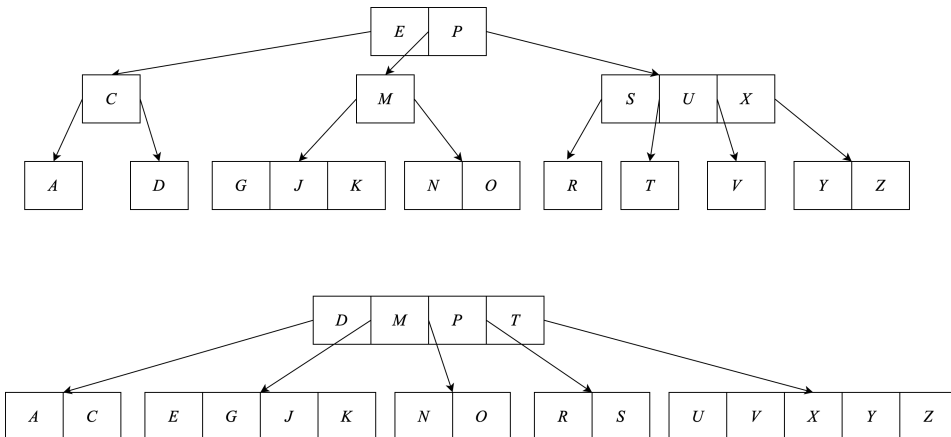 E P
C M S U X
A D G J K N O R T V Y Z
D M P T
A C E G J K N O R S U V X Y Z